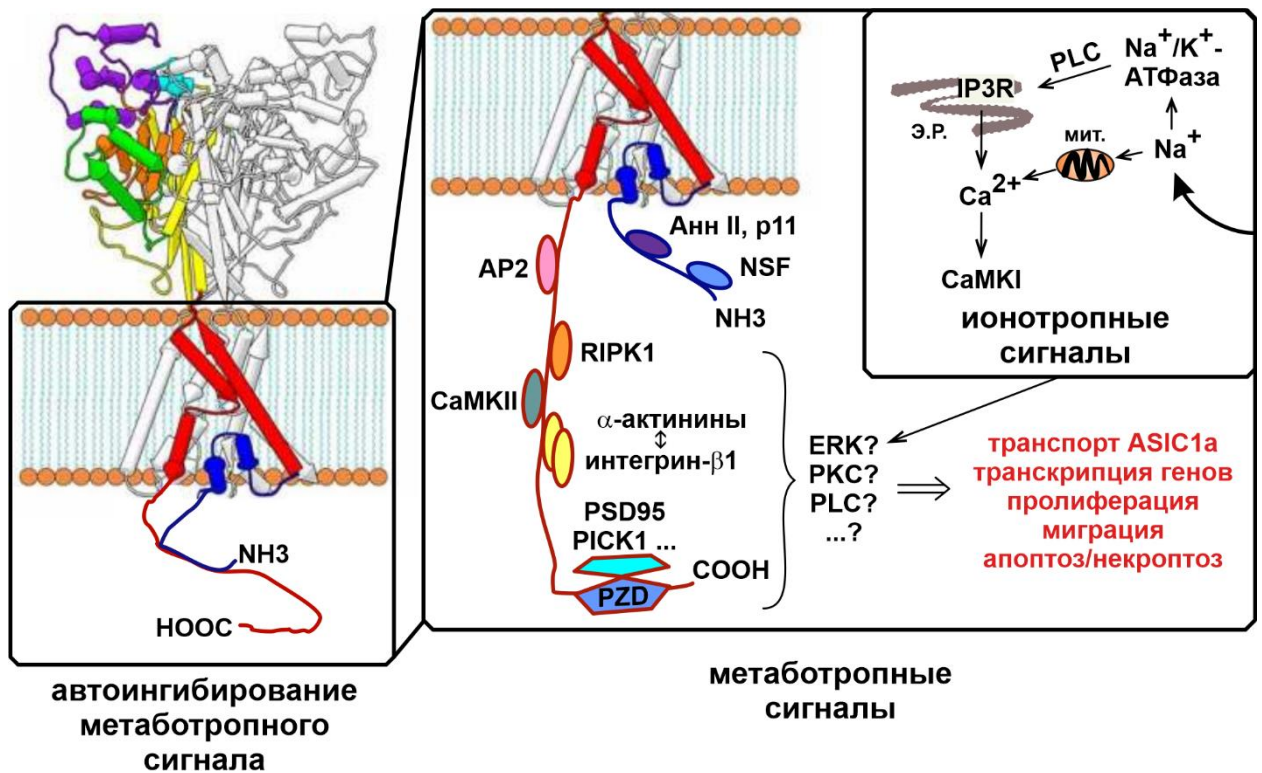 NH3
HOOC
автоингибирование
метаботропного
сигнала
Анн II, p11
AP2
NSF
NH3
RIPK1
CaMKII
α-актинины
↕
интегрин-β1
PSD95
PICK1 ...
PZD
COOH
метаботропные
сигналы
PLC
Na⁺/K⁺-
АТФаза
IP3R
Э.Р.
мит.
Na⁺
Ca²⁺
CaMKI
ионотропные
сигналы
ERK?
PKC?
PLC?
...?
транспорт ASIC1a
транскрипция генов
пролиферация
миграция
апоптоз/некроптоз